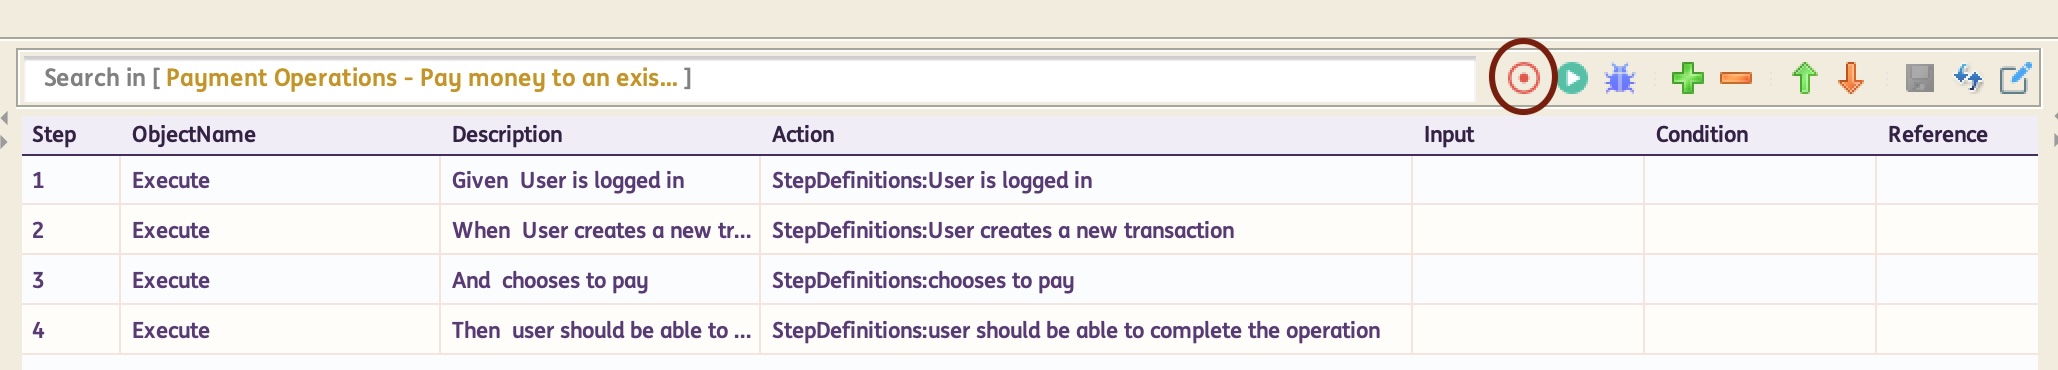 Search in [ Payment Operations - Pay money to an exis... ]
Step ObjectName Description Action Input Condition Reference
1 Execute Given User is logged in StepDefinitions:User is logged in
2 Execute When User creates a new tr... StepDefinitions:User creates a new transaction
3 Execute And chooses to pay StepDefinitions:chooses to pay
4 Execute Then user should be able to ... StepDefinitions:user should be able to complete the operation